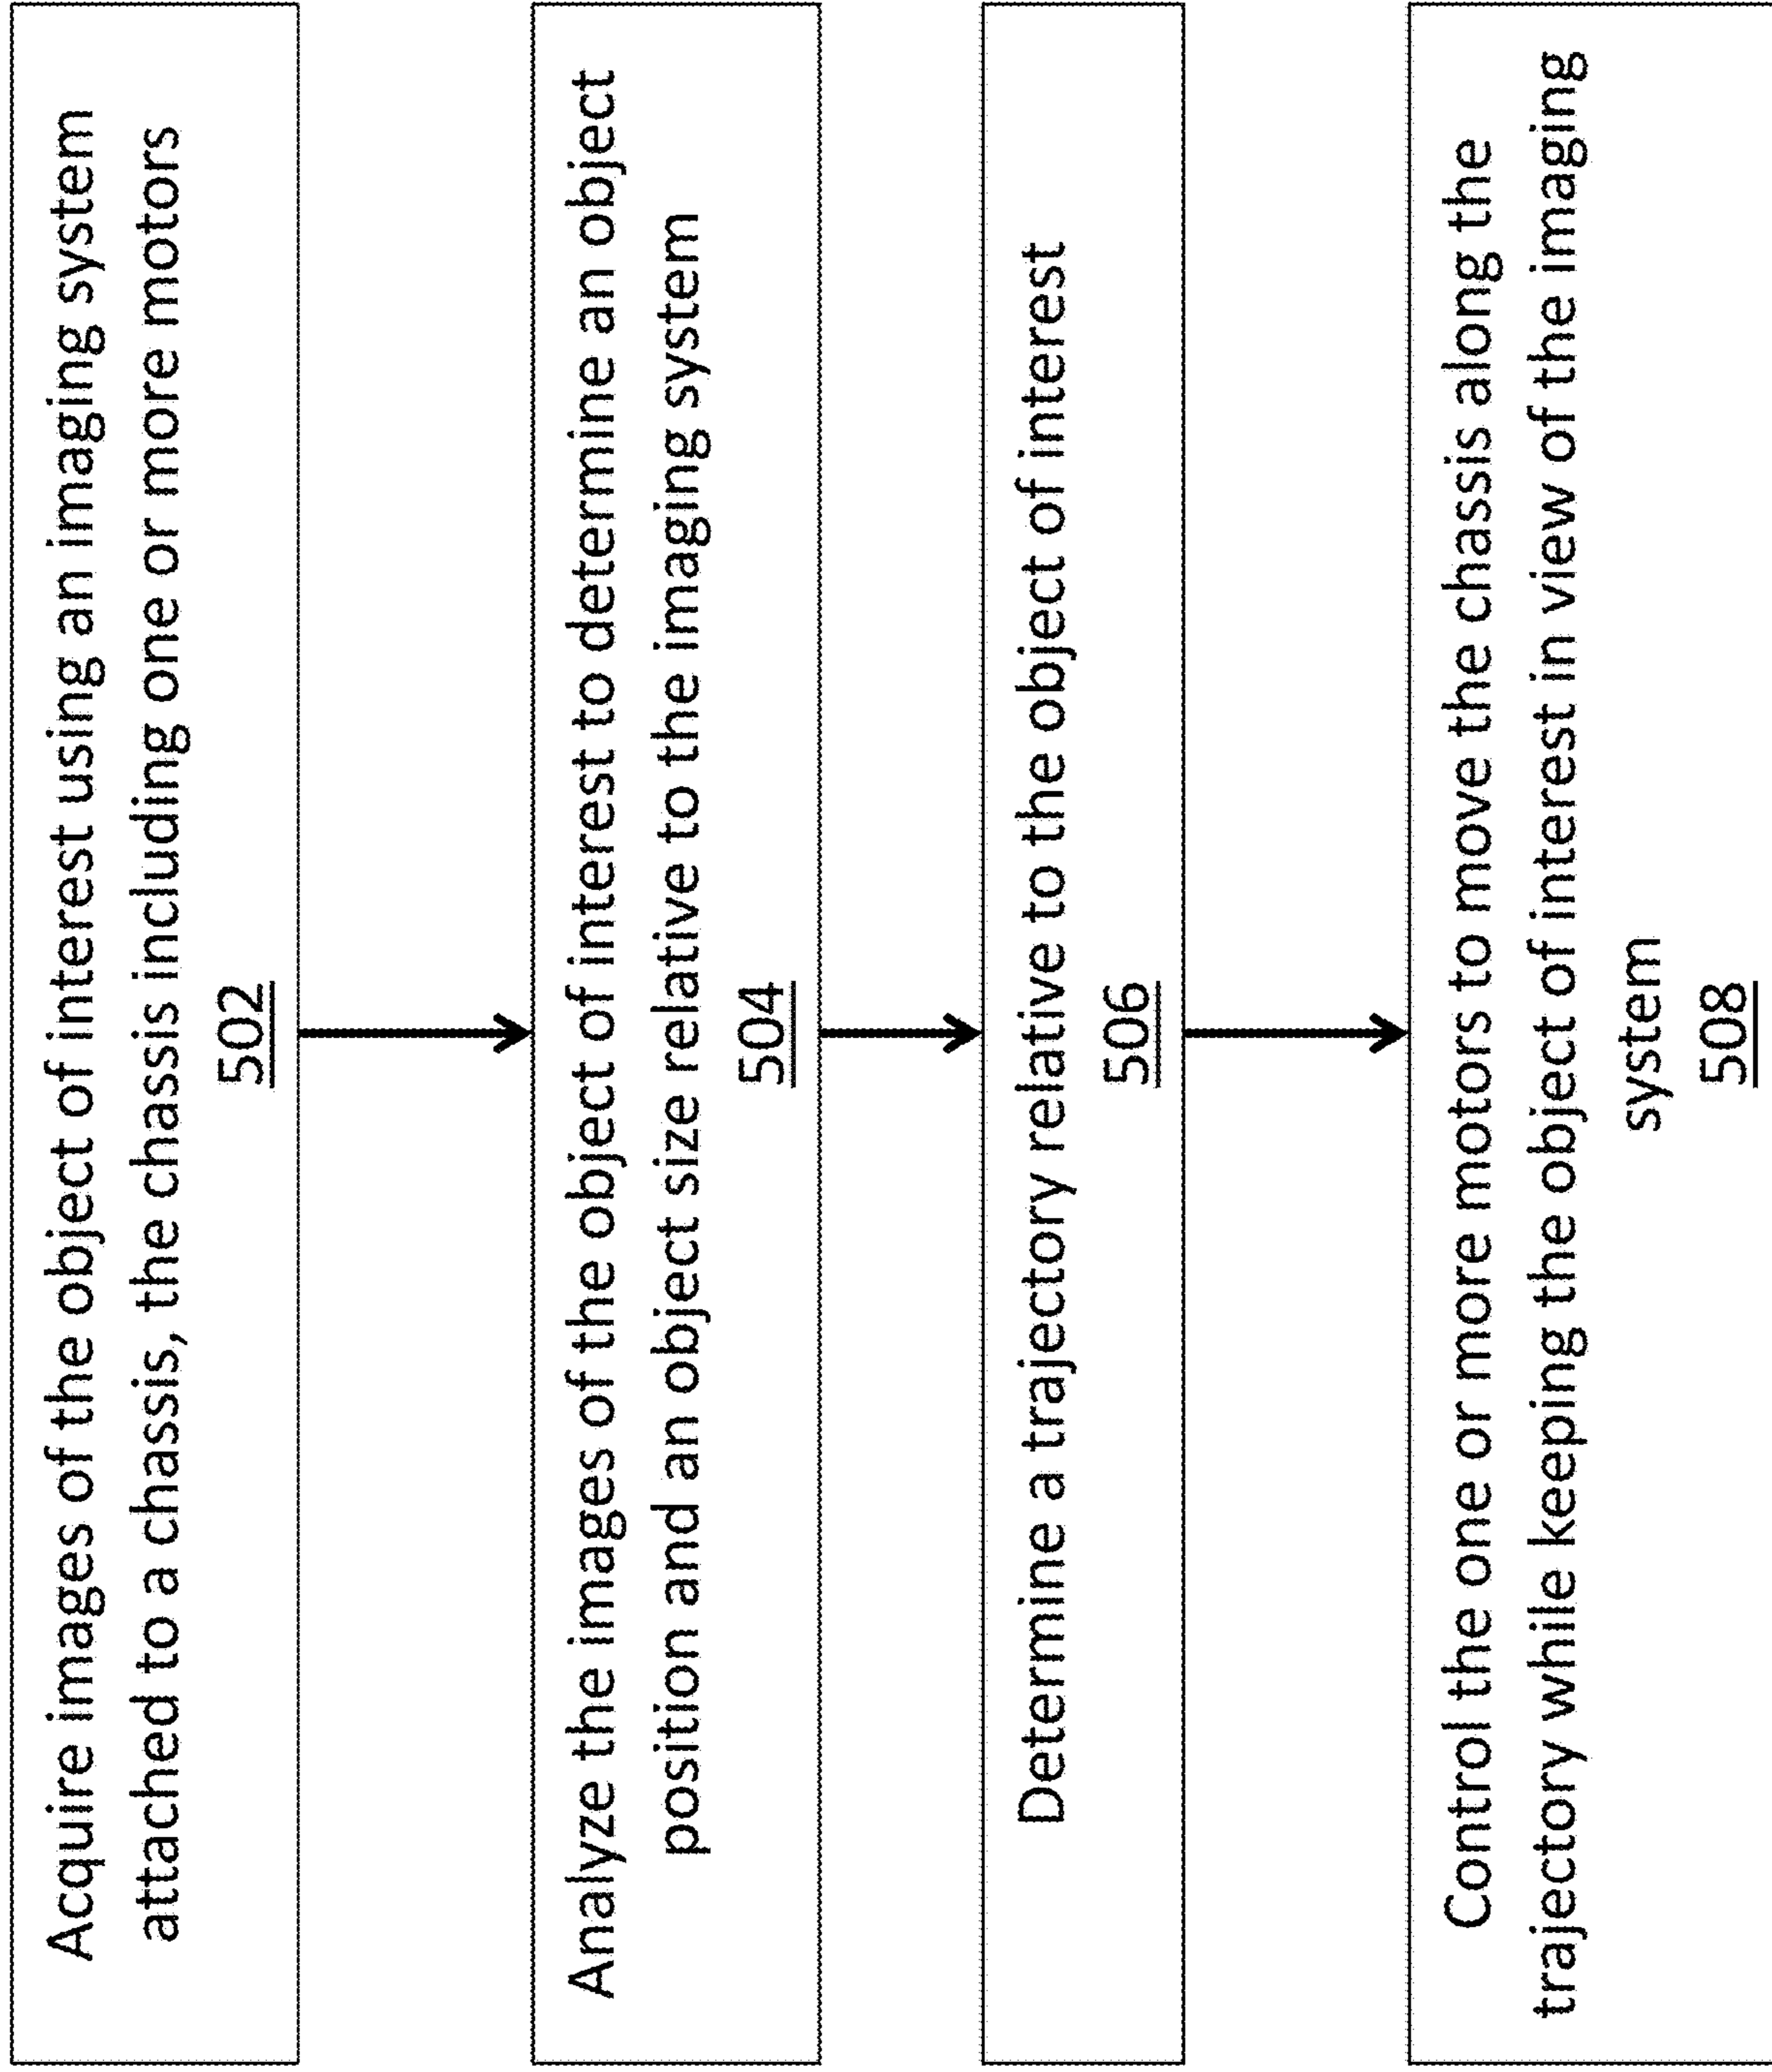 Acquire images of the object of interest using an imaging system
attached to a chassis, the chassis including one or more motors
502
Analyze the images of the object of interest to determine an object
position and an object size relative to the imaging system
504
Determine a trajectory relative to the object of interest
506
Control the one or more motors to move the chassis along the
trajectory while keeping the object of interest in view of the imaging
system
508